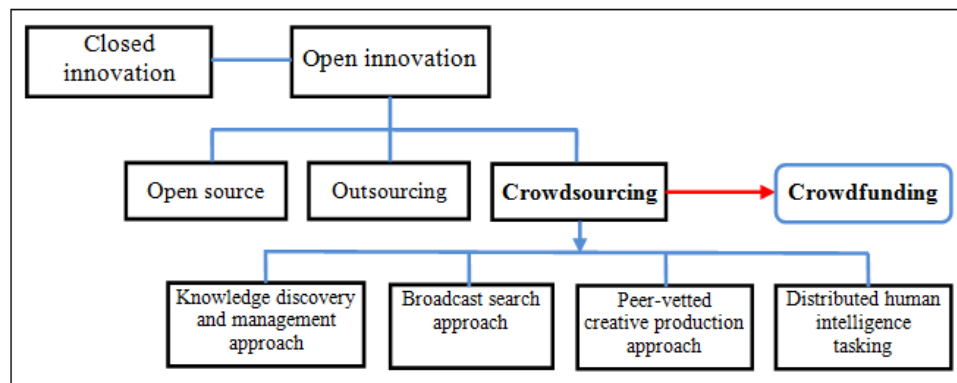 Closed
innovation
Open innovation
Open source
Outsourcing
Crowdsourcing
Crowdfunding
Knowledge discovery
and management
approach
Broadcast search
approach
Peer-vetted
creative production
approach
Distributed human
intelligence
tasking